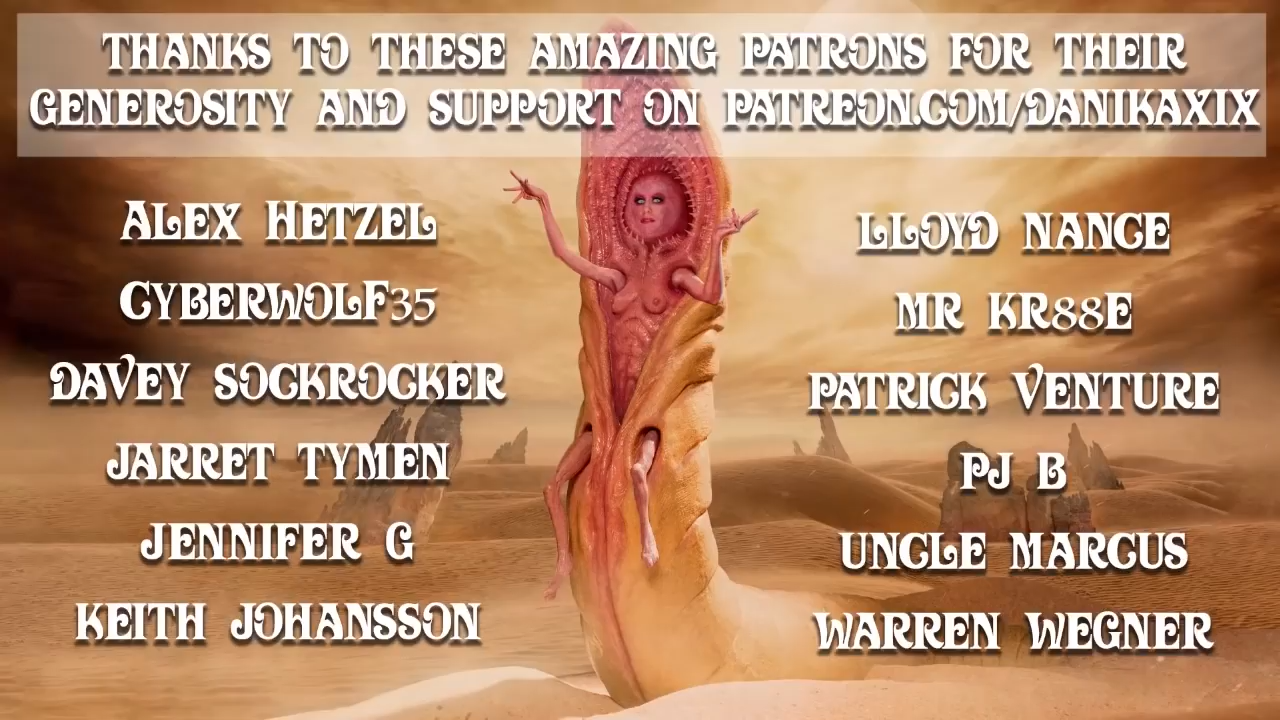 THANKS TO THESE AMAZING PATRONS FOR THEIR
GENEROSITY AND SUPPORT ON PATREON.COM/DANIKAXIX
ALEX HETZEL
CYBERWOLF35
DAVEY SOCKROCKER
JARRET TYMEN
JENNIFER G
KEITH JOHANSSON
LLOYD NANCE
MR KR88E
PATRICK VENTURE
PJ B
UNCLE MARCUS
WARREN WEGNER